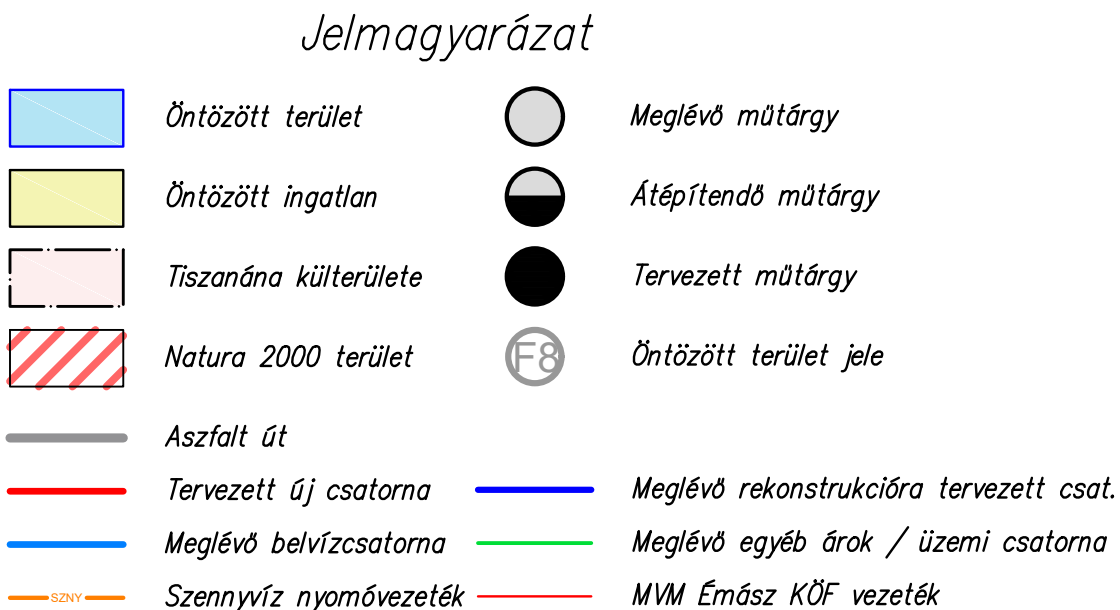 Jelmagyarázat
Öntözött terület
Meglévő műtárgy
Öntözött ingatlan
Átépítendő műtárgy
Tiszanána külterülete
Tervezett műtárgy
Natura 2000 terület
F8
Öntözött terület jele
Aszfalt út
Tervezett új csatorna
Meglévő rekonstrukcióra tervezett csat.
Meglévő belvízcsatorna
Meglévő egyéb árok / üzemi csatorna
SZNY
Szennyvíz nyomóvezeték
MVM Émász KÖF vezeték